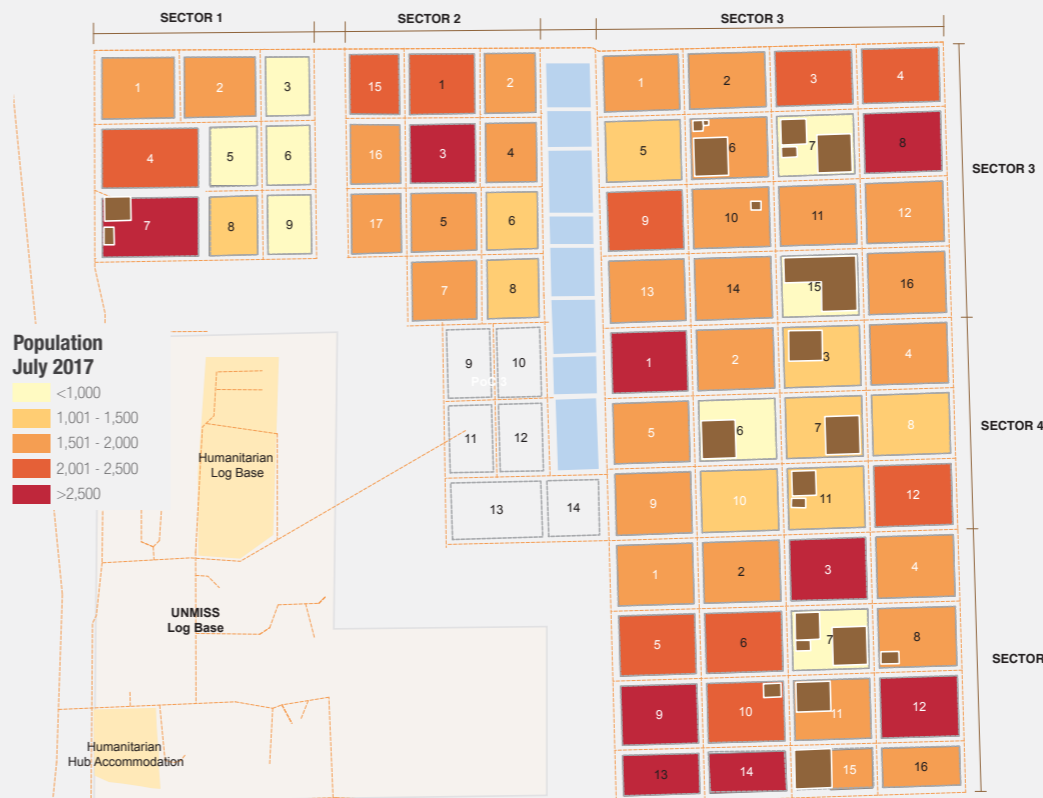 SECTOR 1
SECTOR 2
SECTOR 3
1 2 3
4 5 6
7 8 9
15 1 2
16 3 4
17 5 6
7 8
9 10
11 12
13 14
PoC 3
1 2 3 4
5 6 7 8
9 10 11 12
13 14 15 16
SECTOR 3
1 2 3 4
5 6 7 8
9 10 11 12
SECTOR 4
1 2 3 4
5 6 7 8
9 10 11 12
13 14 15 16
SECTOR
Population
July 2017
<1,000
1,001 - 1,500
1,501 - 2,000
2,001 - 2,500
>2,500
Humanitarian
Log Base
UNMISS
Log Base
Humanitarian
Hub Accommodation